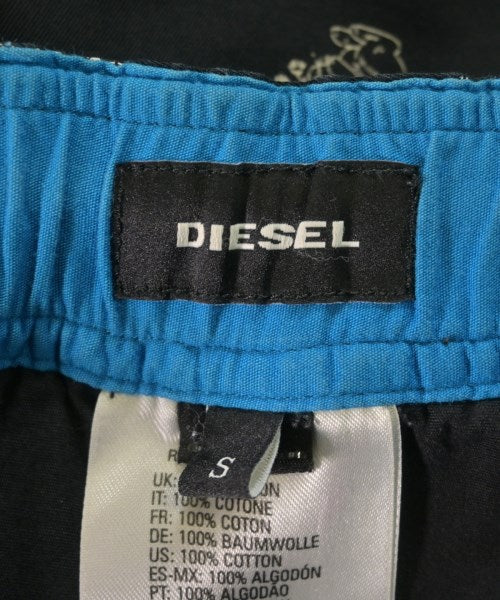 DIESEL
S
UK:
IT: 100% COTONE
FR: 100% COTON
DE: 100% BAUMWOLLE
US: 100% COTTON
ES-MX: 100% ALGODÓN
PT: 100% ALGODÃO